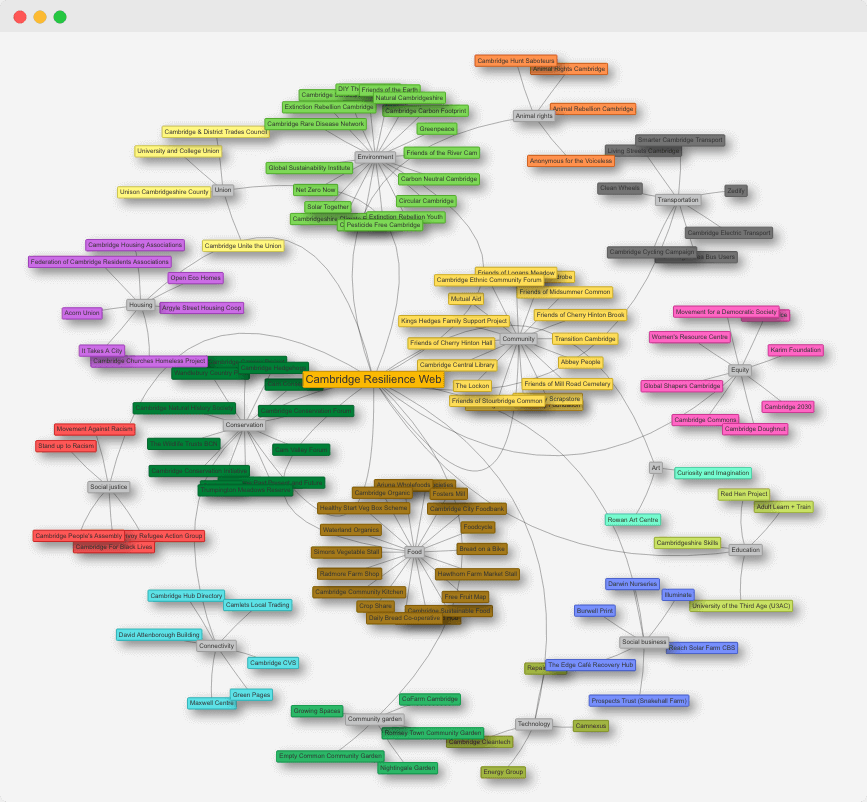 Cambridge Hunt Saboteurs
Animal Rights Cambridge
Animal Rebellion Cambridge
Animal rights
Anonymous for the Voiceless
Friends of the Earth
Natural Cambridgeshire
Extinction Rebellion Cambridge
Cambridge Carbon Footprint
Cambridge Rare Disease Network
Greenpeace
Environment
Friends of the River Cam
Global Sustainability Institute
Carbon Neutral Cambridge
Net Zero Now
Circular Cambridge
Solar Together
Extinction Rebellion Youth
Pesticide Free Cambridge
Cambridge & District Trades Council
University and College Union
Union
Unison Cambridgeshire County
Cambridge Unite the Union
Smarter Cambridge Transport
Living Streets Cambridge
Clean Wheels
Zedify
Transportation
Cambridge Electric Transport
Cambridge Cycling Campaign
Bus Users
Cambridge Housing Associations
Federation of Cambridge Residents Associations
Open Eco Homes
Housing
Argyle Street Housing Coop
Acorn Union
It Takes A City
Cambridge Churches Homeless Project
Friends of Logans Meadow
Cambridge Ethnic Community Forum
Mutual Aid
Friends of Midsummer Common
Kings Hedges Family Support Project
Friends of Cherry Hinton Brook
Community
Friends of Cherry Hinton Hall
Transition Cambridge
Cambridge Central Library
Abbey People
The Lockon
Friends of Mill Road Cemetery
Friends of Stourbridge Common
Scrapstore
Cambridge Resilience Web
Movement for a Democratic Society
Women's Resource Centre
Karim Foundation
Equity
Global Shapers Cambridge
Cambridge 2030
Cambridge Commons
Cambridge Doughnut
Cambridge Hedgehogs
Cambridge Natural History Society
Cambridge Conservation Forum
Conservation
The Wildlife Trusts BCN
Cam Valley Forum
Cambridge Conservation Initiative
Trumpington Meadows Reserve
Movement Against Racism
Stand up to Racism
Social justice
Cambridge People's Assembly
Refugee Action Group
Cambridge For Black Lives
Art
Curiosity and Imagination
Rowan Art Centre
Red Hen Project
Adult Learn + Train
Cambridgeshire Skills
Education
University of the Third Age (U3AC)
Arjuna Wholefoods
Cambridge Organic
Fosters Mill
Healthy Start Veg Box Schema
Cambridge City Foodbank
Waterland Organics
Foodcycle
Simons Vegetable Stall
Food
Bread on a Bike
Radmore Farm Shop
Hawthorn Farm Market Stall
Cambridge Community Kitchen
Free Fruit Map
Crop Share
Cambridge Sustainable Food
Daily Bread Co-operative
Cambridge Hub Directory
Camlets Local Trading
David Attenborough Building
Connectivity
Cambridge CVS
Green Pages
Maxwell Centre
Darwin Nurseries
Illuminate
Burwell Print
Social business
Reach Solar Farm CBS
The Edge Café Recovery Hub
Prospects Trust (Snakehall Farm)
CoFarm Cambridge
Growing Spaces
Community garden
Romsey Town Community Garden
Empty Common Community Garden
Nightingale Garden
Technology
Camnexus
Cambridge Cleantech
Energy Group